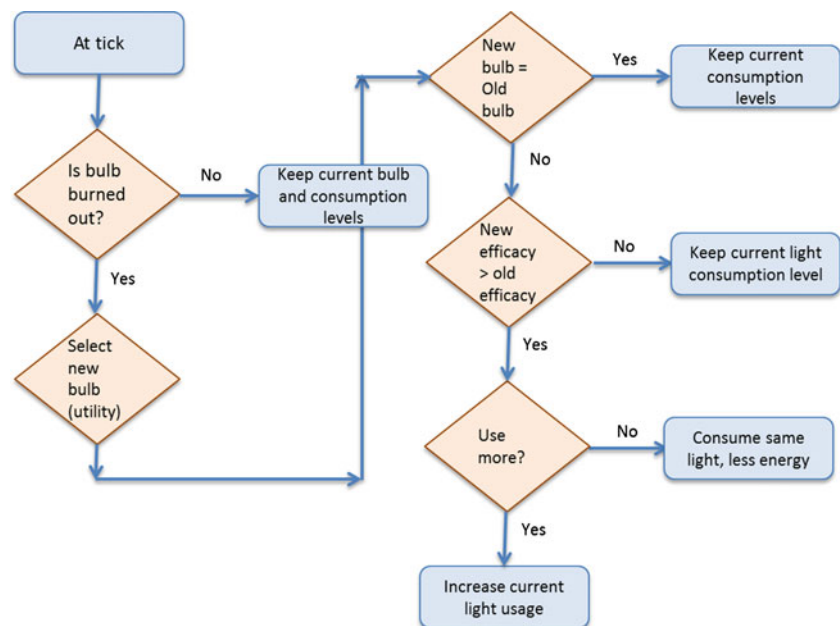 At tick
Is bulb
burned
out?
No
Keep current bulb
and consumption
levels
Yes
Select
new
bulb
(utility)
New
bulb =
Old
bulb
Yes
Keep current
consumption
levels
No
New
efficacy
> old
efficacy
No
Keep current light
consumption level
Yes
Use
more?
No
Consume same
light, less energy
Yes
Increase current
light usage